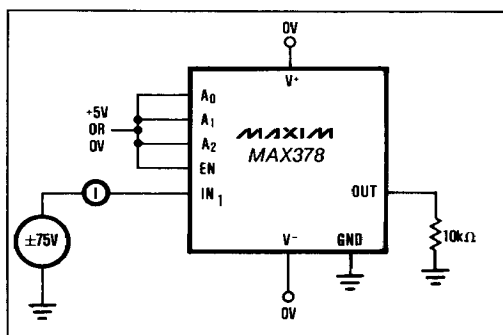 0V
V+
+5V
OR
0V
A0
A1
A2
EN
IN1
MAXIM
MAX378
OUT
I
±75V
V-
GND
10kΩ
0V